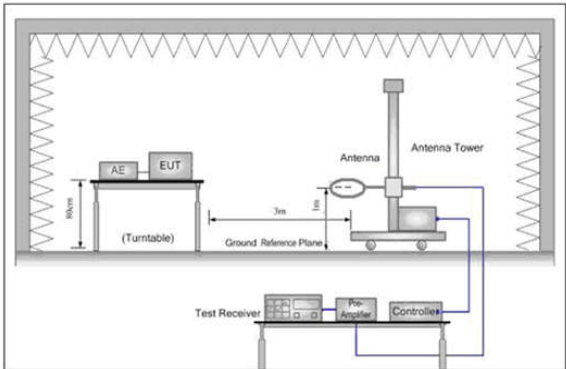 AE
EUT
80cm
(Turntable)
3m
Antenna
Antenna Tower
1m
Ground Reference Plane
Test Receiver
Pre-
Amplifier
Controller